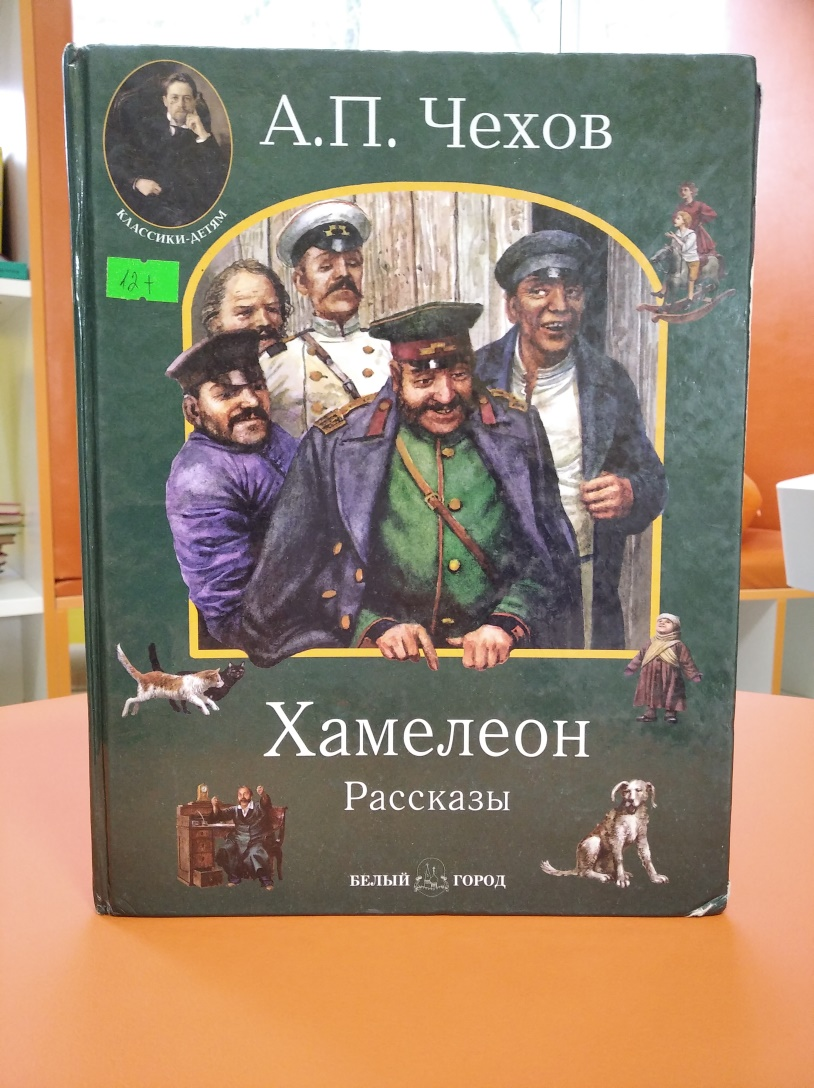 А.П. Чехов
КЛАССИКИ-ДЕТЯМ
12+
Хамелеон
Рассказы
БЕЛЫЙ ГОРОД